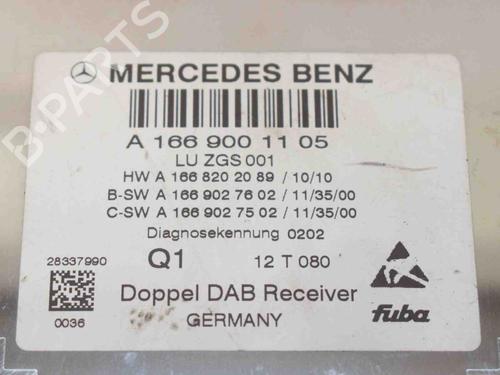 B-PARTS
MERCEDES BENZ
A 166 900 11 05
LU ZGS 001
HW A 166 820 20 89 / 10/10
B-SW A 166 902 76 02 / 11/35/00
C-SW A 166 902 75 02 / 11/35/00
Diagnosekennung 0202
28337990 Q1 12 T 080
Doppel DAB Receiver
0036 GERMANY fuba